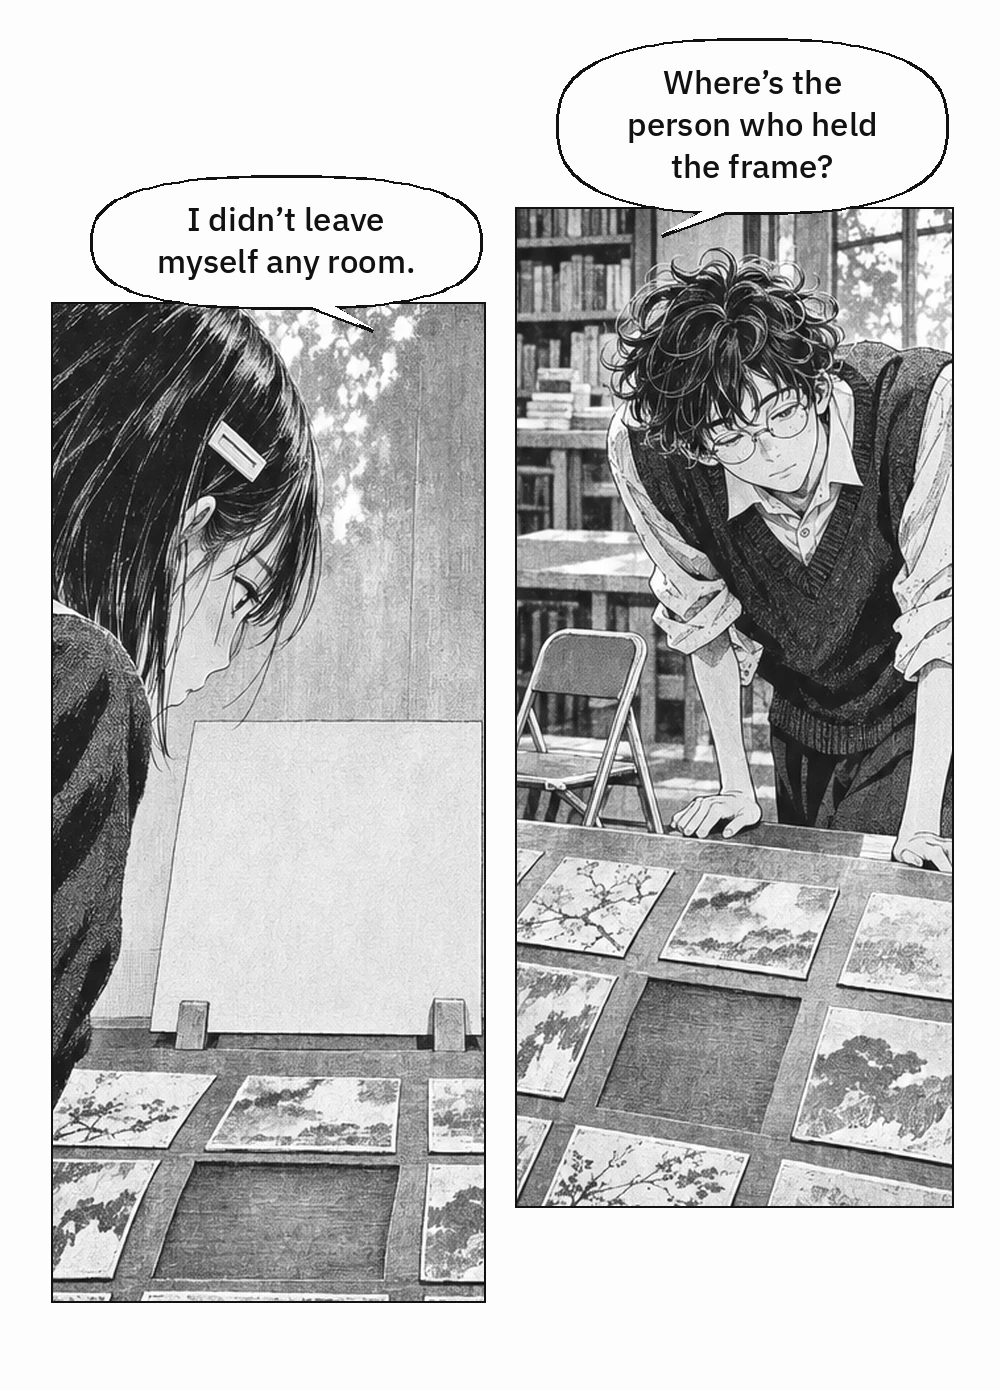 Where’s the
person who held
the frame?
I didn’t leave
myself any room.